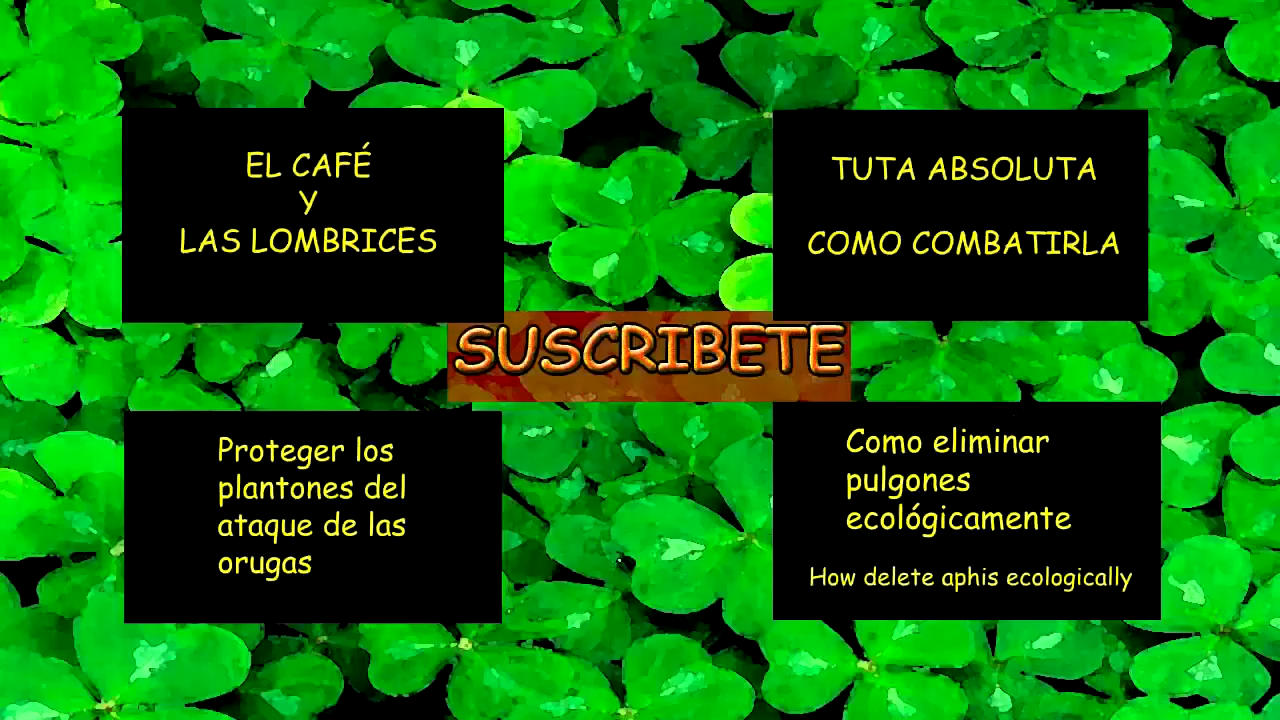 EL CAFÉ
Y
LAS LOMBRICES
TUTA ABSOLUTA
COMO COMBATIRLA
SUSCRIBETE
Proteger los
plantones del
ataque de las
orugas
Como eliminar
pulgones
ecológicamente
How delete aphis ecologically